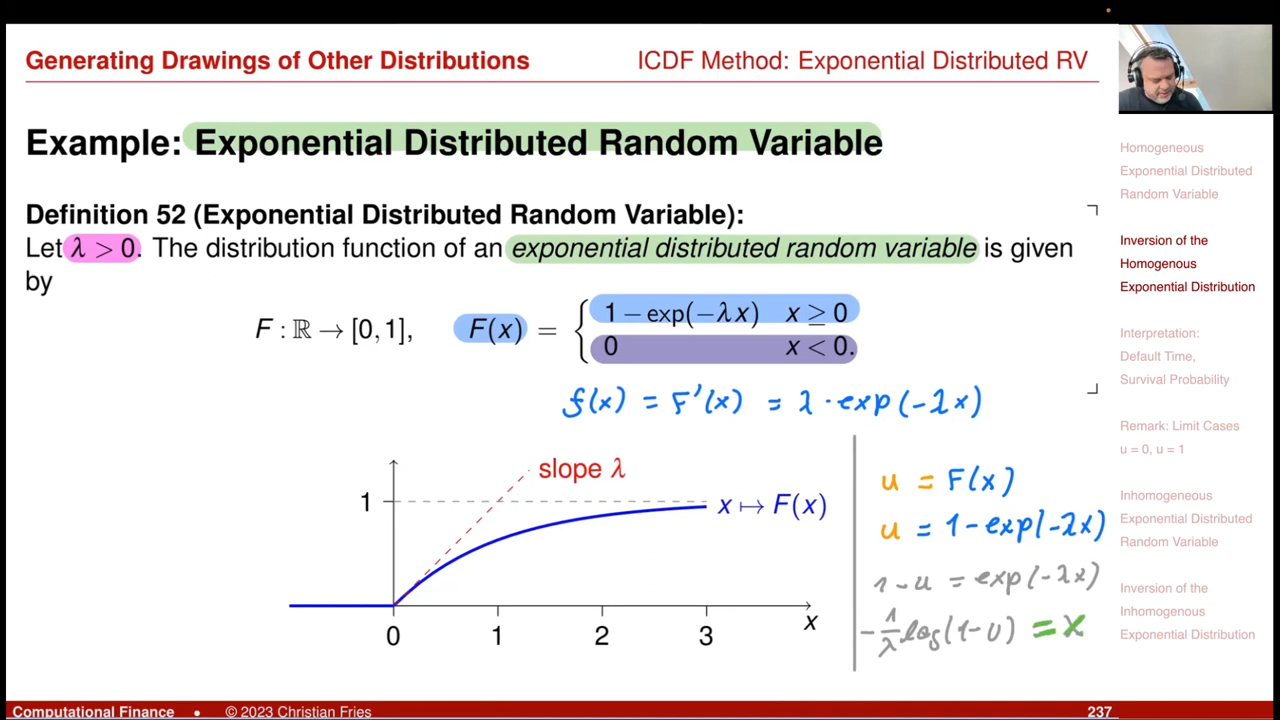 Generating Drawings of Other Distributions
ICDF Method: Exponential Distributed RV
Example: Exponential Distributed Random Variable
Definition 52 (Exponential Distributed Random Variable):
Let λ > 0. The distribution function of an exponential distributed random variable is given
by
F : ℝ → [0,1], F(x) = { 1 − exp(−λx) x ≥ 0
0 x < 0.
f(x) = F'(x) = λ · exp(-λx)
slope λ
1
x ↦ F(x)
x
0 1 2 3
u = F(x)
u = 1 - exp(-λx)
1 - u = exp(-λx)
-1/λ log(1-u) = x
Homogeneous
Exponential Distributed
Random Variable
Inversion of the
Homogenous
Exponential Distribution
Interpretation:
Default Time,
Survival Probability
Remark: Limit Cases
u = 0, u = 1
Inhomogeneous
Exponential Distributed
Random Variable
Inversion of the
Inhomogenous
Exponential Distribution
Computational Finance • © 2023 Christian Fries
237